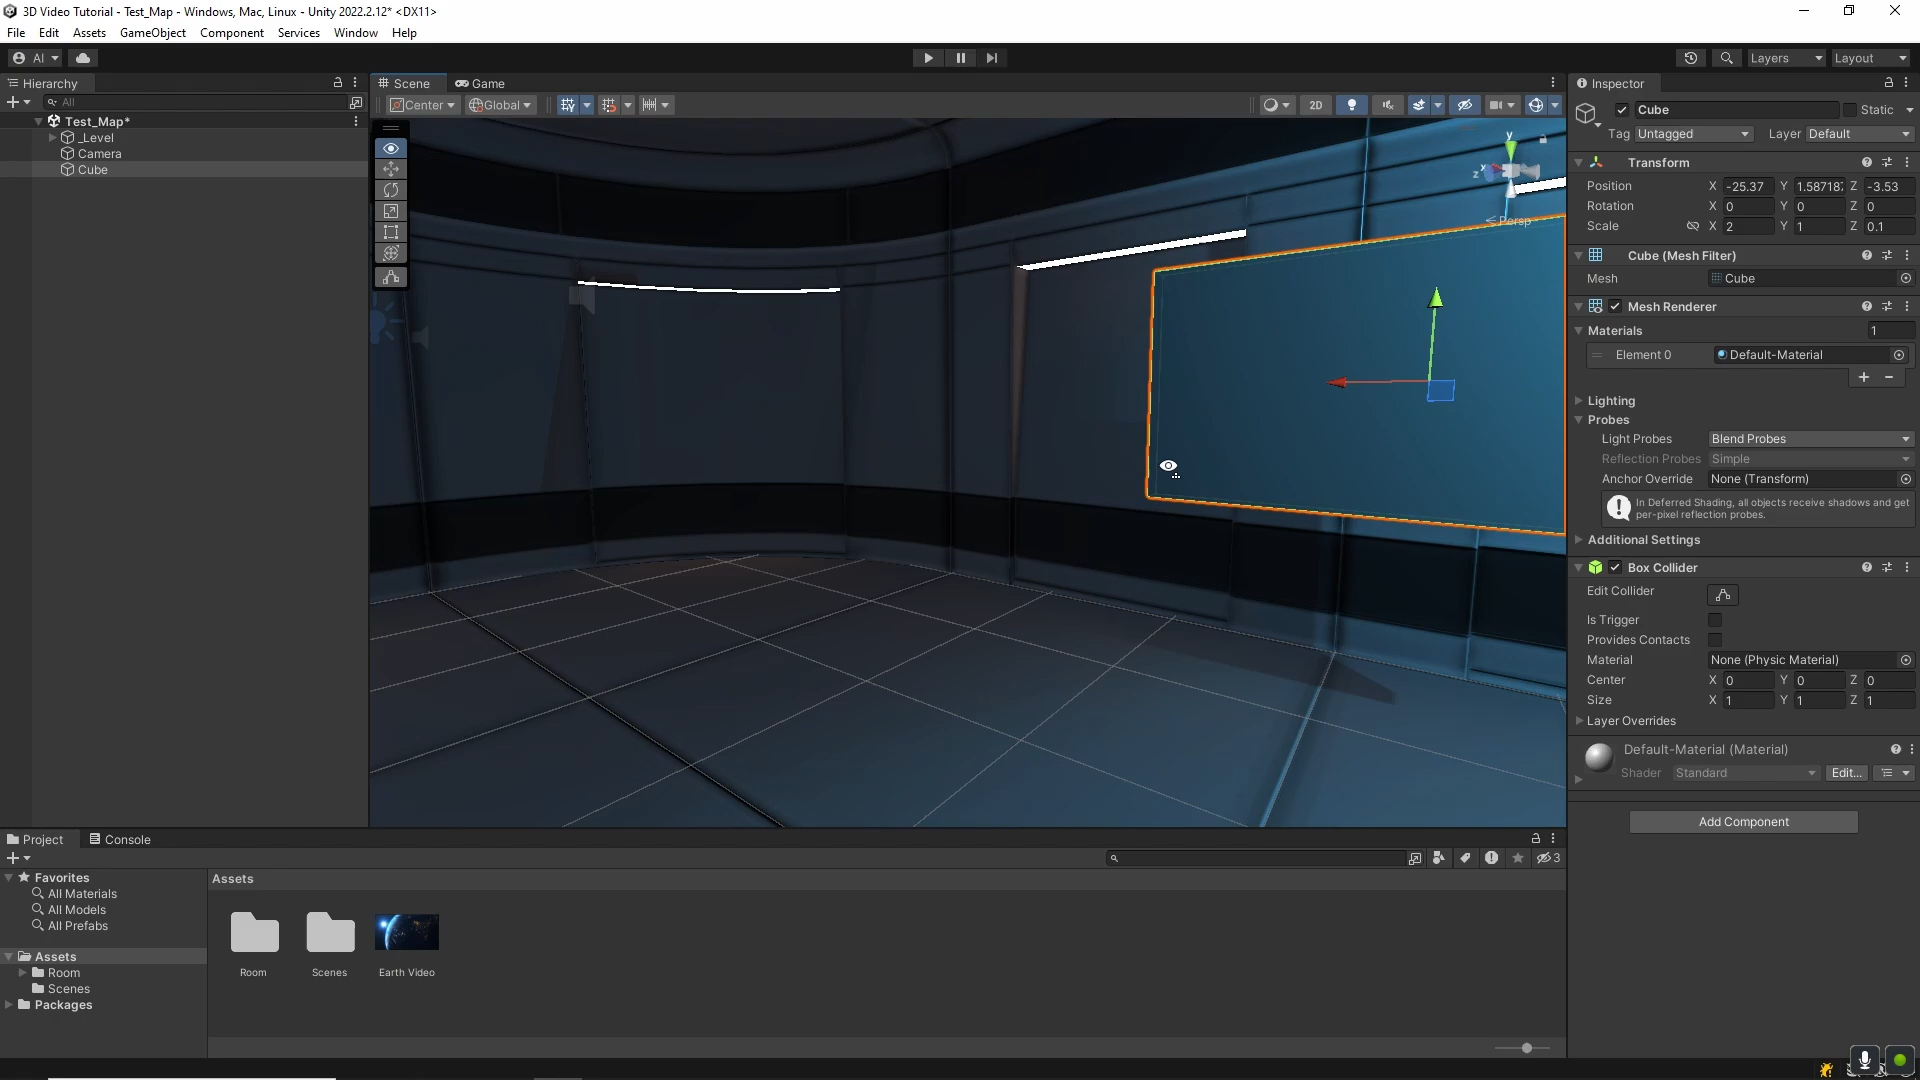 3D Video Tutorial - Test_Map - Windows, Mac, Linux - Unity 2022.2.12* <DX11>
File Edit Assets GameObject Component Services Window Help
AI
Layers Layout
Hierarchy
All
Test_Map*
_Level
Camera
Cube
Scene Game
Center Global 2D
y
x
z
Persp
Inspector
Cube Static
Tag Untagged Layer Default
Transform
Position X -25.37 Y 1.587187 Z -3.53
Rotation X 0 Y 0 Z 0
Scale X 2 Y 1 Z 0.1
Cube (Mesh Filter)
Mesh Cube
Mesh Renderer
Materials 1
Element 0 Default-Material
Lighting
Probes
Light Probes Blend Probes
Reflection Probes Simple
Anchor Override None (Transform)
In Deferred Shading, all objects receive shadows and get
per-pixel reflection probes.
Additional Settings
Box Collider
Edit Collider
Is Trigger
Provides Contacts
Material None (Physic Material)
Center X 0 Y 0 Z 0
Size X 1 Y 1 Z 1
Layer Overrides
Default-Material (Material)
Shader Standard Edit...
Add Component
Project Console
3
Favorites
All Materials
All Models
All Prefabs
Assets
Room
Scenes
Packages
Assets
Room Scenes Earth Video